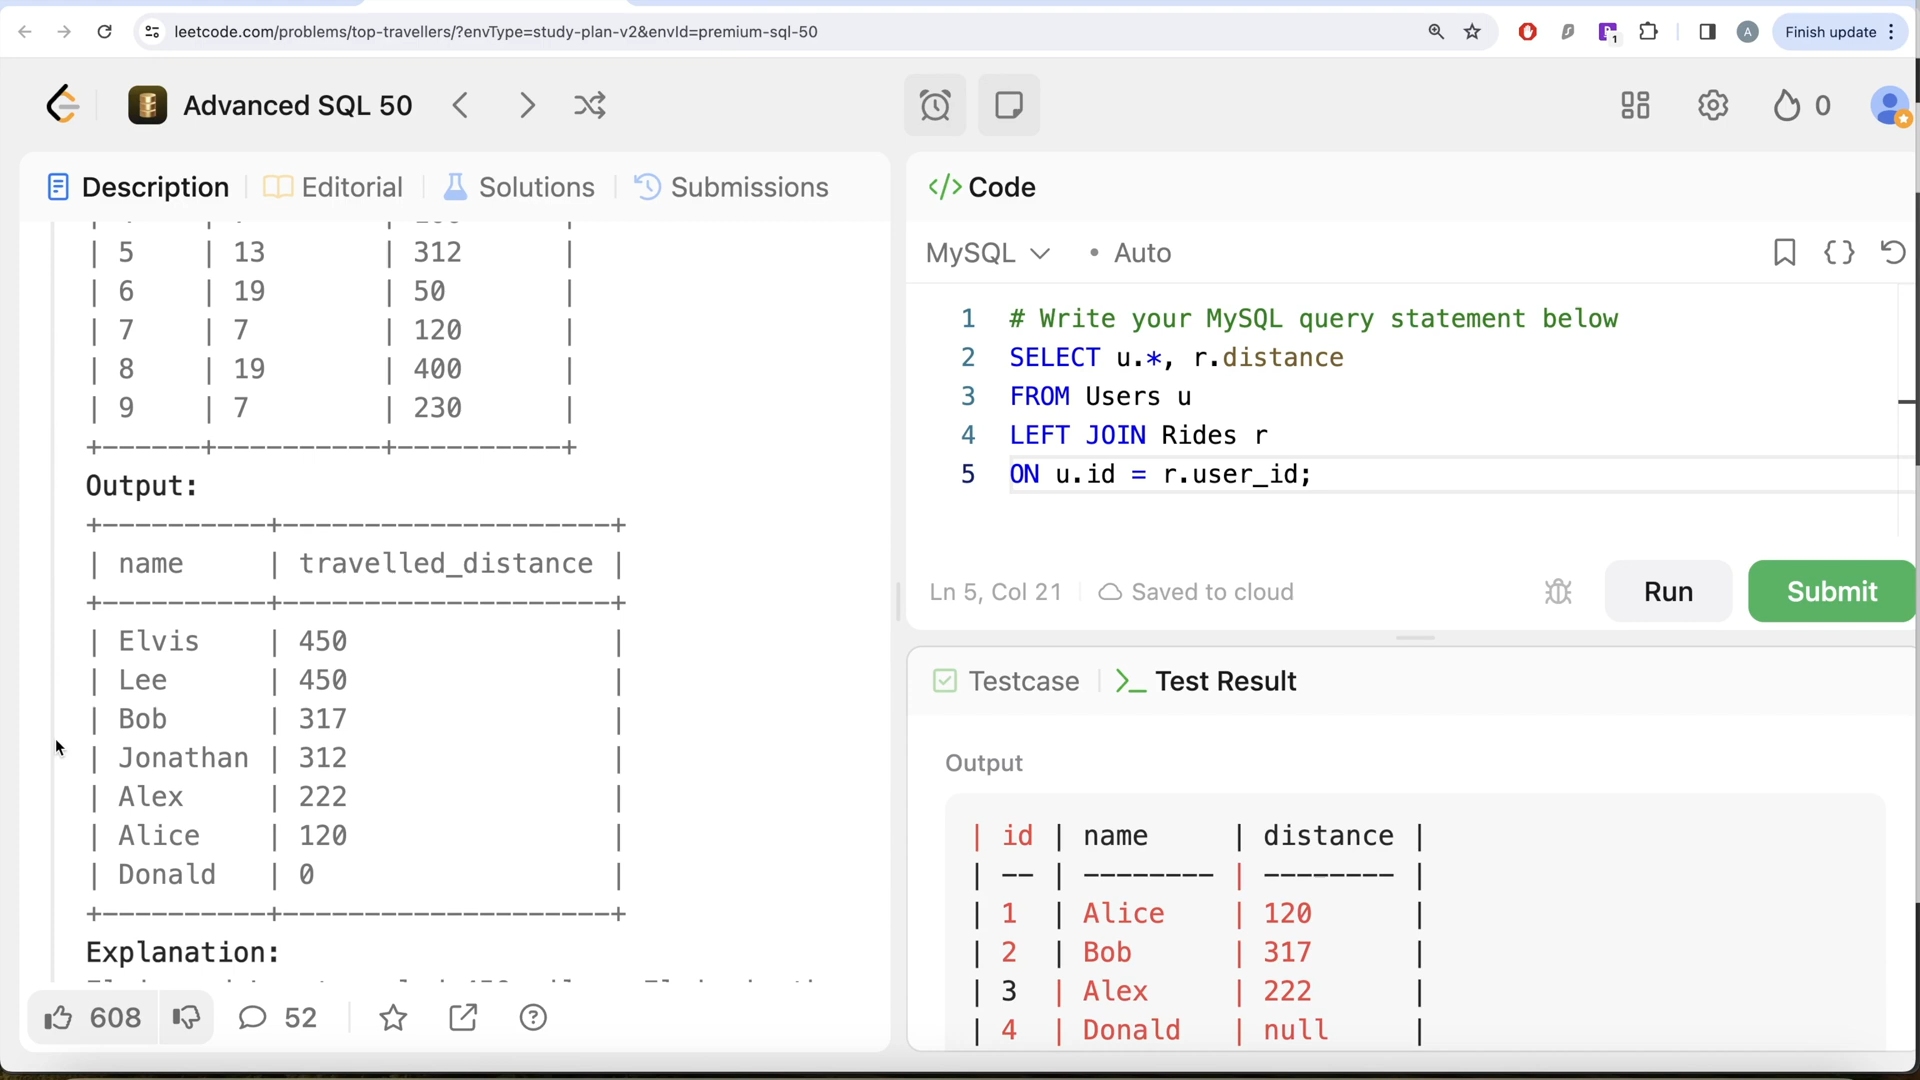 leetcode.com/problems/top-travellers/?envType=study-plan-v2&envId=premium-sql-50
1
A
Finish update
Advanced SQL 50
0
Description
Editorial
Solutions
Submissions
| 5 | 13 | 312 |
| 6 | 19 | 50 |
| 7 | 7 | 120 |
| 8 | 19 | 400 |
| 9 | 7 | 230 |
+------+----------+----------+
Output:
+----------+--------------------+
| name | travelled_distance |
+----------+--------------------+
| Elvis | 450 |
| Lee | 450 |
| Bob | 317 |
| Jonathan | 312 |
| Alex | 222 |
| Alice | 120 |
| Donald | 0 |
+----------+--------------------+
Explanation:
608
52
</> Code
MySQL
• Auto
1 # Write your MySQL query statement below
2 SELECT u.*, r.distance
3 FROM Users u
4 LEFT JOIN Rides r
5 ON u.id = r.user_id;
Ln 5, Col 21
Saved to cloud
Run
Submit
Testcase
Test Result
Output
| id | name | distance |
| -- | -------- | -------- |
| 1 | Alice | 120 |
| 2 | Bob | 317 |
| 3 | Alex | 222 |
| 4 | Donald | null |